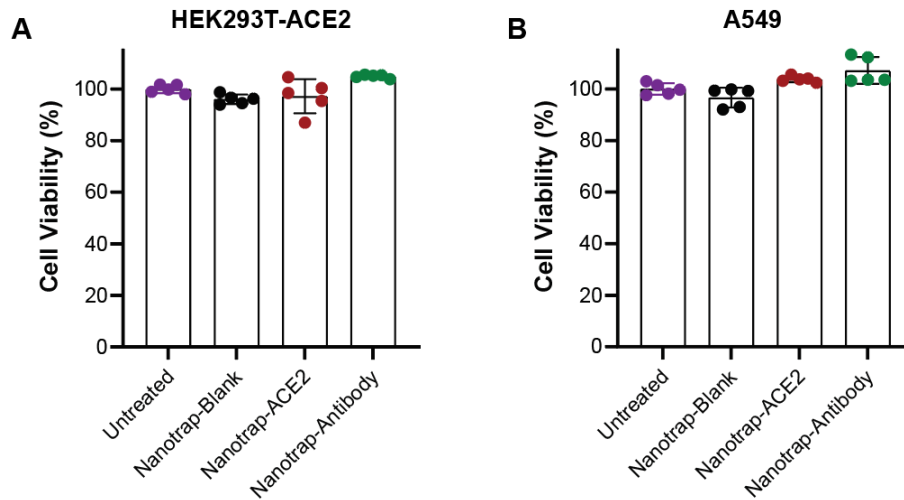 A
HEK293T-ACE2
Cell Viability (%)
100
80
60
40
20
0
Untreated
Nanotrap-Blank
Nanotrap-ACE2
Nanotrap-Antibody
B
A549
Cell Viability (%)
100
80
60
40
20
0
Untreated
Nanotrap-Blank
Nanotrap-ACE2
Nanotrap-Antibody